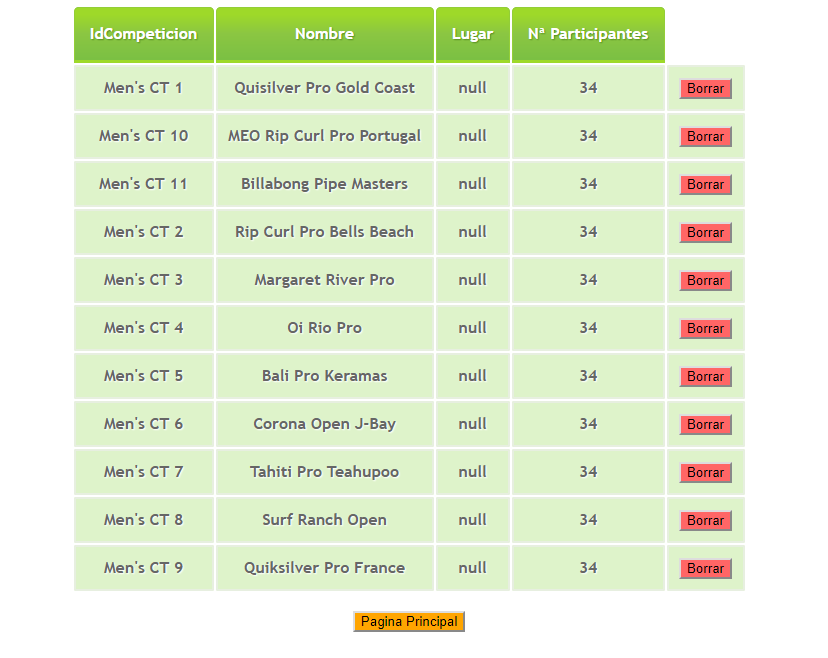 IdCompeticion Nombre Lugar Nª Participantes
Men's CT 1 Quisilver Pro Gold Coast null 34 Borrar
Men's CT 10 MEO Rip Curl Pro Portugal null 34 Borrar
Men's CT 11 Billabong Pipe Masters null 34 Borrar
Men's CT 2 Rip Curl Pro Bells Beach null 34 Borrar
Men's CT 3 Margaret River Pro null 34 Borrar
Men's CT 4 Oi Rio Pro null 34 Borrar
Men's CT 5 Bali Pro Keramas null 34 Borrar
Men's CT 6 Corona Open J-Bay null 34 Borrar
Men's CT 7 Tahiti Pro Teahupoo null 34 Borrar
Men's CT 8 Surf Ranch Open null 34 Borrar
Men's CT 9 Quiksilver Pro France null 34 Borrar
Pagina Principal